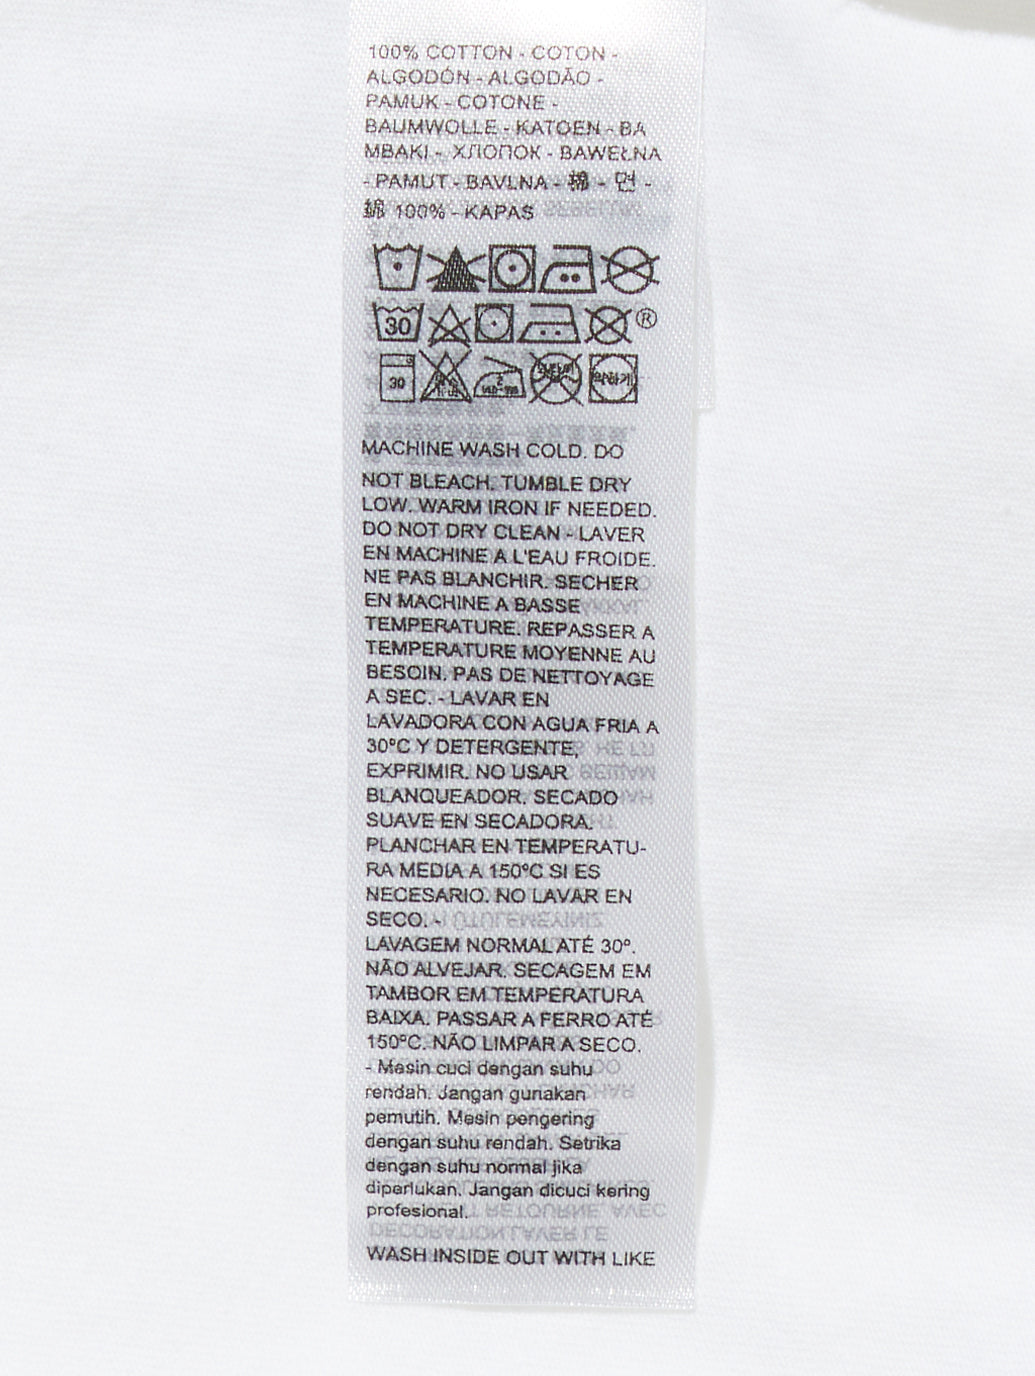 100% COTTON - COTON -
ALGODÓN - ALGODÃO -
PAMUK - COTONE -
BAUMWOLLE - KATOEN - BA
MBAKI - ХЛОПОК - BAWEŁNA
- PAMUT - BAVLNA - 棉 - 면 -
綿 100% - KAPAS
30 ®
30 약하게
MACHINE WASH COLD. DO
NOT BLEACH. TUMBLE DRY
LOW. WARM IRON IF NEEDED.
DO NOT DRY CLEAN - LAVER
EN MACHINE A L'EAU FROIDE.
NE PAS BLANCHIR. SECHER
EN MACHINE A BASSE
TEMPERATURE. REPASSER A
TEMPERATURE MOYENNE AU
BESOIN. PAS DE NETTOYAGE
A SEC. - LAVAR EN
LAVADORA CON AGUA FRIA A
30°C Y DETERGENTE,
EXPRIMIR. NO USAR
BLANQUEADOR. SECADO
SUAVE EN SECADORA.
PLANCHAR EN TEMPERATU-
RA MEDIA A 150°C SI ES
NECESARIO. NO LAVAR EN
SECO. -
LAVAGEM NORMAL ATÉ 30°.
NÃO ALVEJAR. SECAGEM EM
TAMBOR EM TEMPERATURA
BAIXA. PASSAR A FERRO ATÉ
150°C. NÃO LIMPAR A SECO.
- Mesin cuci dengan suhu
rendah. Jangan gunakan
pemutih. Mesin pengering
dengan suhu rendah. Setrika
dengan suhu normal jika
diperlukan. Jangan dicuci kering
profesional.
WASH INSIDE OUT WITH LIKE